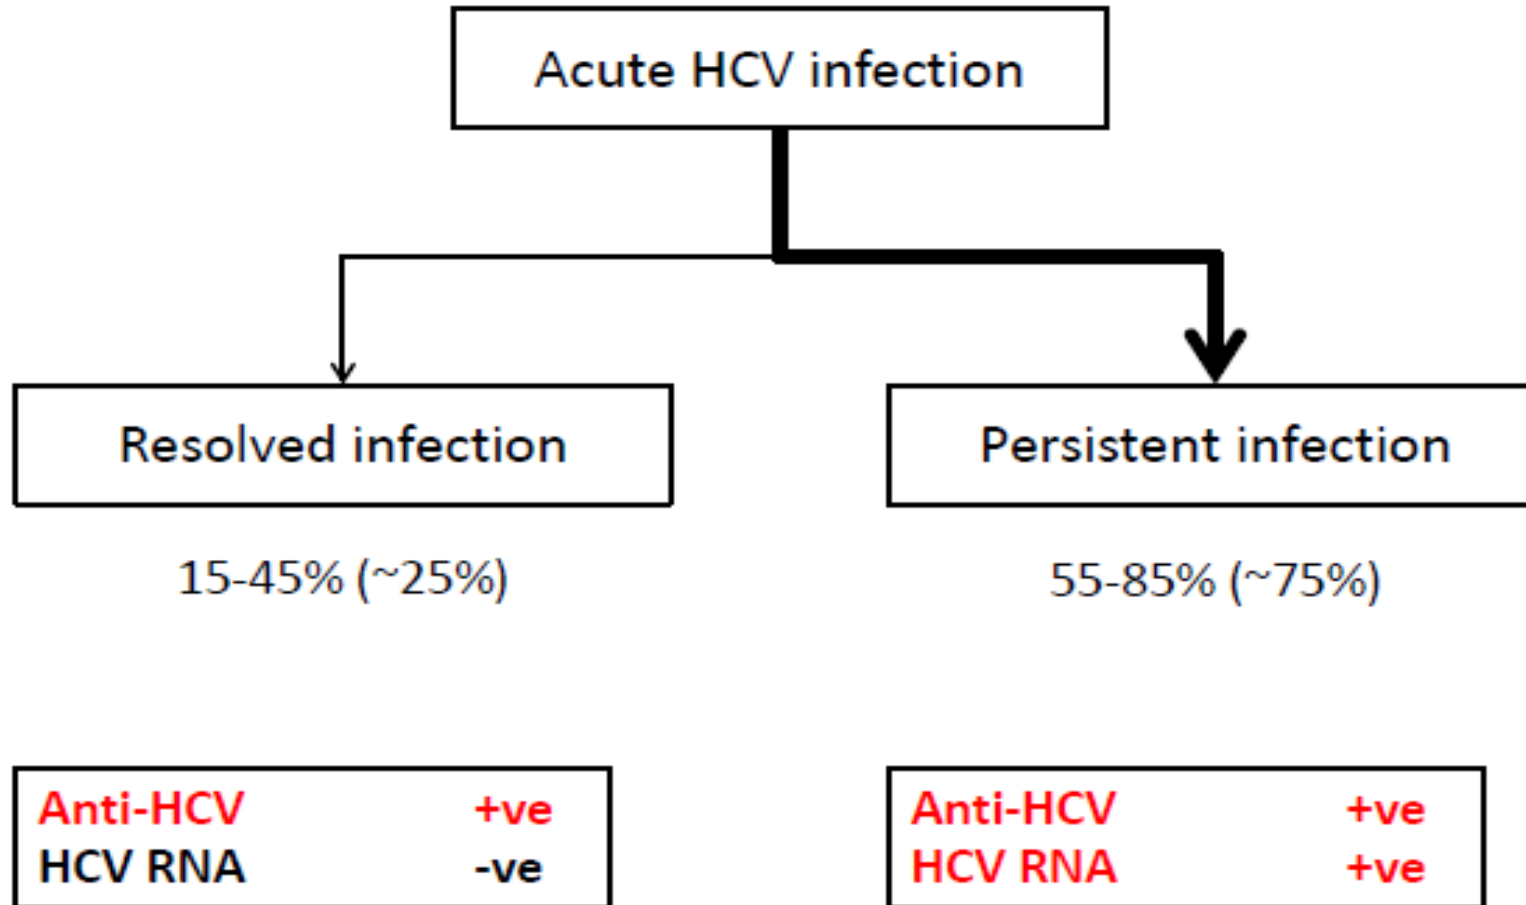 Acute HCV infection
Resolved infection
Persistent infection
15-45% (~25%)
55-85% (~75%)
Anti-HCV +ve
HCV RNA -ve
Anti-HCV +ve
HCV RNA +ve